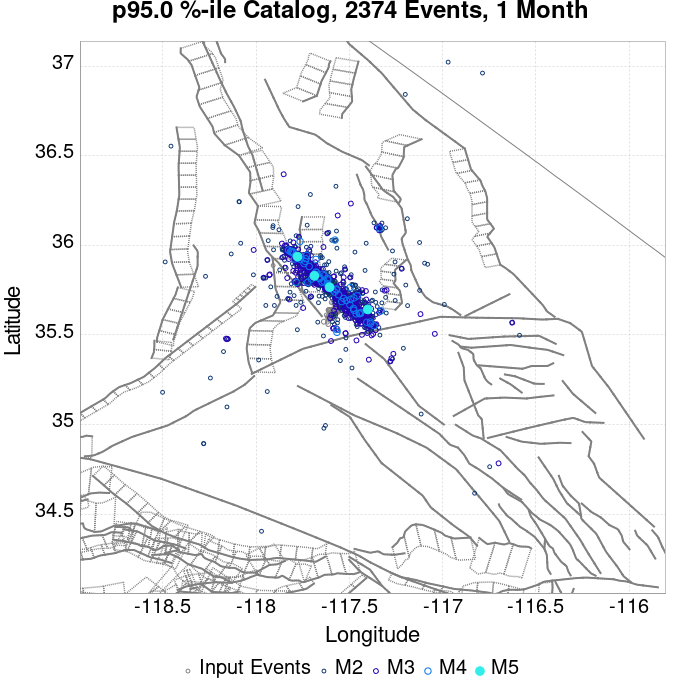 p95.0 %-ile Catalog, 2374 Events, 1 Month
37
36.5
36
35.5
35
34.5
Latitude
-118.5 -118 -117.5 -117 -116.5 -116
Longitude
Input Events M2 M3 M4 M5